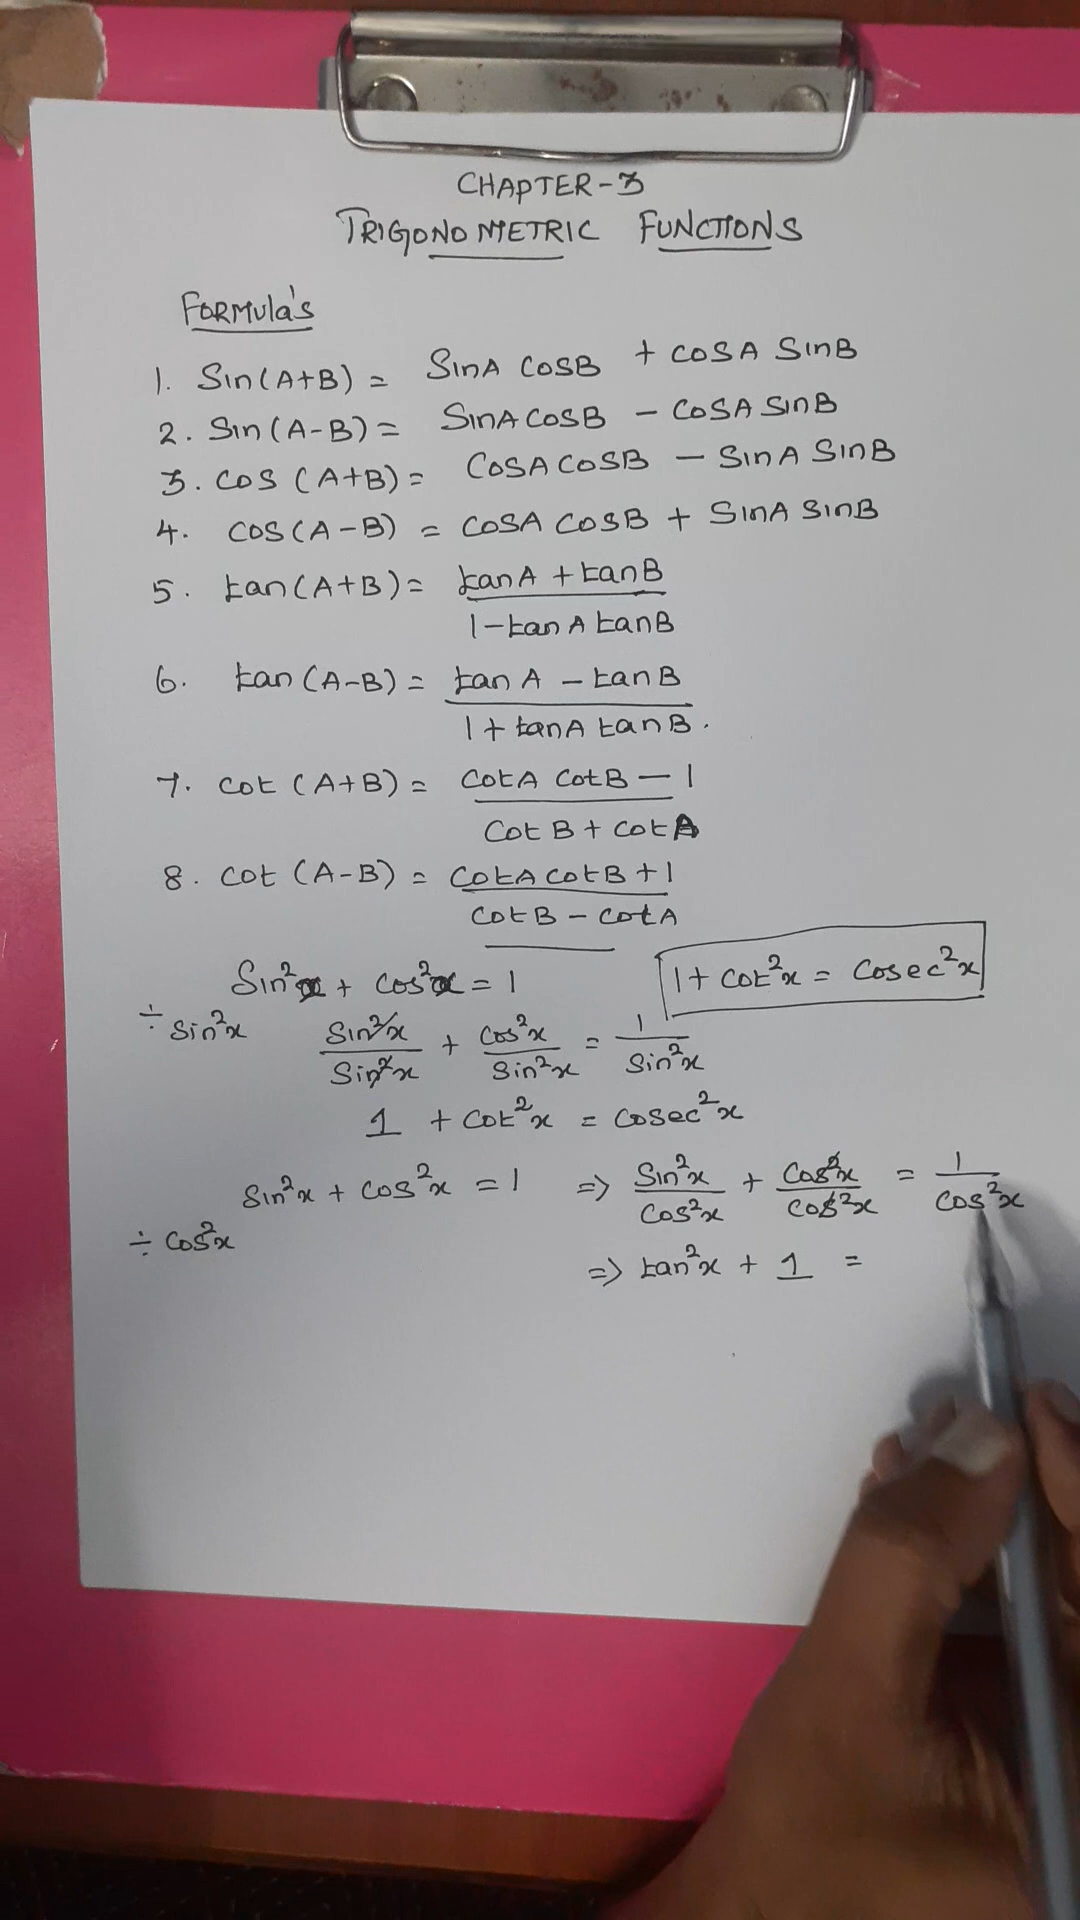 CHAPTER-3
TRIGONOMETRIC FUNCTIONS
FORMula's
1. Sin(A+B) = SinA CosB + cosA SinB
2. Sin(A-B) = SinA CosB - CosA SinB
3. cos (A+B) = CosA CosB - SinA SinB
4. cos(A-B) = cosA cosB + SinA SinB
5. tan(A+B) = tanA + tanB
1-tanA tanB
6. tan(A-B) = tanA - tanB
1+tanA tanB.
7. cot (A+B) = cotA cotB - 1
cotB + cotA
8. cot (A-B) = cotA cotB + 1
cotB - cotA
Sin²x + cos²x = 1
1 + cot²x = Cosec²x
÷ Sin²x
Sin²x/Sin²x + cos²x/Sin²x = 1/Sin²x
1 + cot²x = cosec²x
Sin²x + cos²x = 1 => Sin²x/Cos²x + Cos²x/cos²x = 1/cos²x
÷ Cos²x
=> tan²x + 1 =